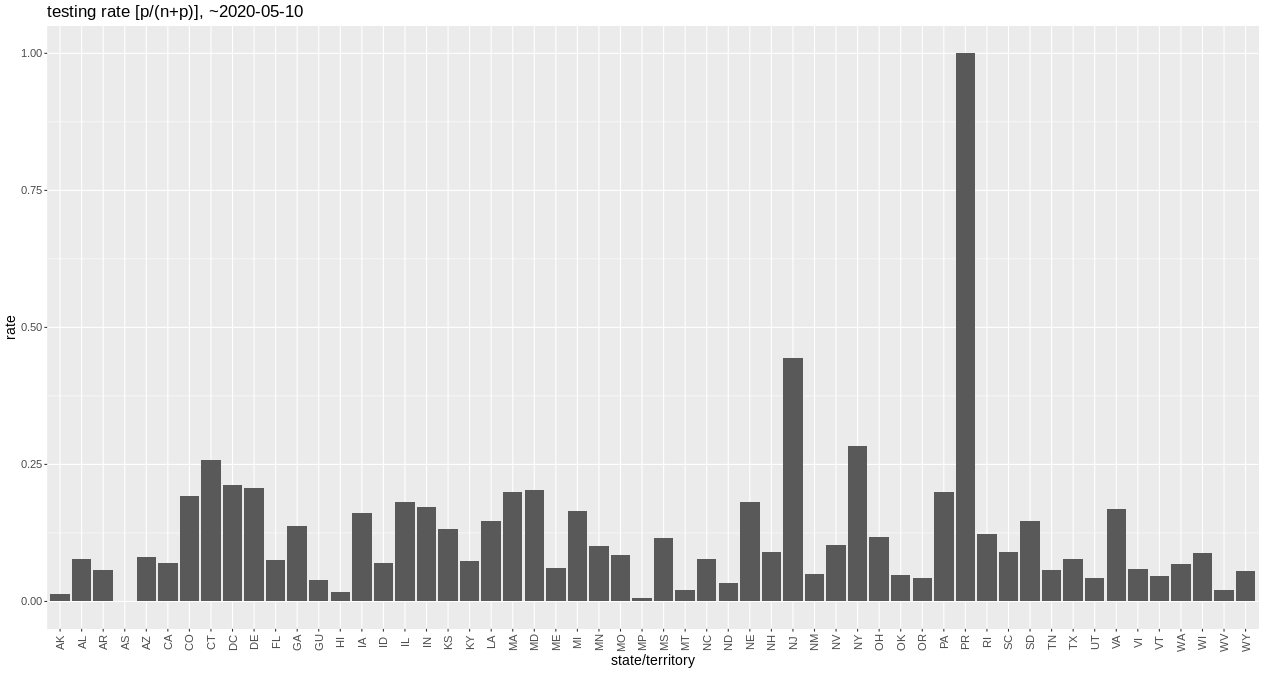 testing rate [p/(n+p)], ~2020-05-10
1.00
0.75
0.50
0.25
0.00
rate
AK AL AR AS AZ CA CO CT DC DE FL GA GU HI IA ID IL IN KS KY LA MA MD ME MI MN MO MP MS MT NC ND NE NH NJ NM NV NY OH OK OR PA PR RI SC SD TN TX UT VA VI VT WA WI WV WY
state/territory